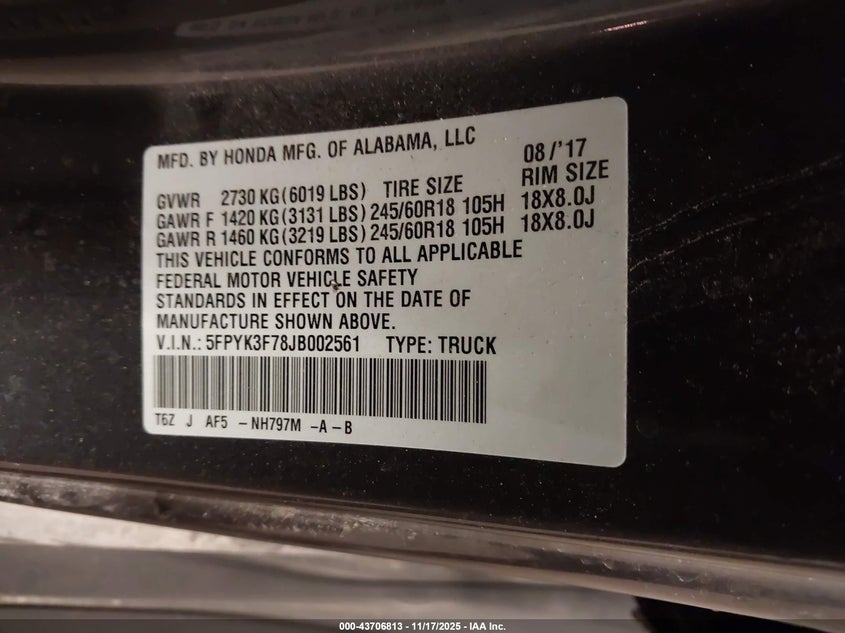 MFD. BY HONDA MFG. OF ALABAMA, LLC 08/'17
GVWR 2730 KG(6019 LBS) TIRE SIZE RIM SIZE
GAWR F 1420 KG(3131 LBS) 245/60R18 105H 18X8.0J
GAWR R 1460 KG(3219 LBS) 245/60R18 105H 18X8.0J
THIS VEHICLE CONFORMS TO ALL APPLICABLE
FEDERAL MOTOR VEHICLE SAFETY
STANDARDS IN EFFECT ON THE DATE OF
MANUFACTURE SHOWN ABOVE.
V.I.N.: 5FPYK3F78JB002561 TYPE: TRUCK
T6Z J AF5 -NH797M -A-B
000-43706813 - 11/17/2025 - IAA Inc.